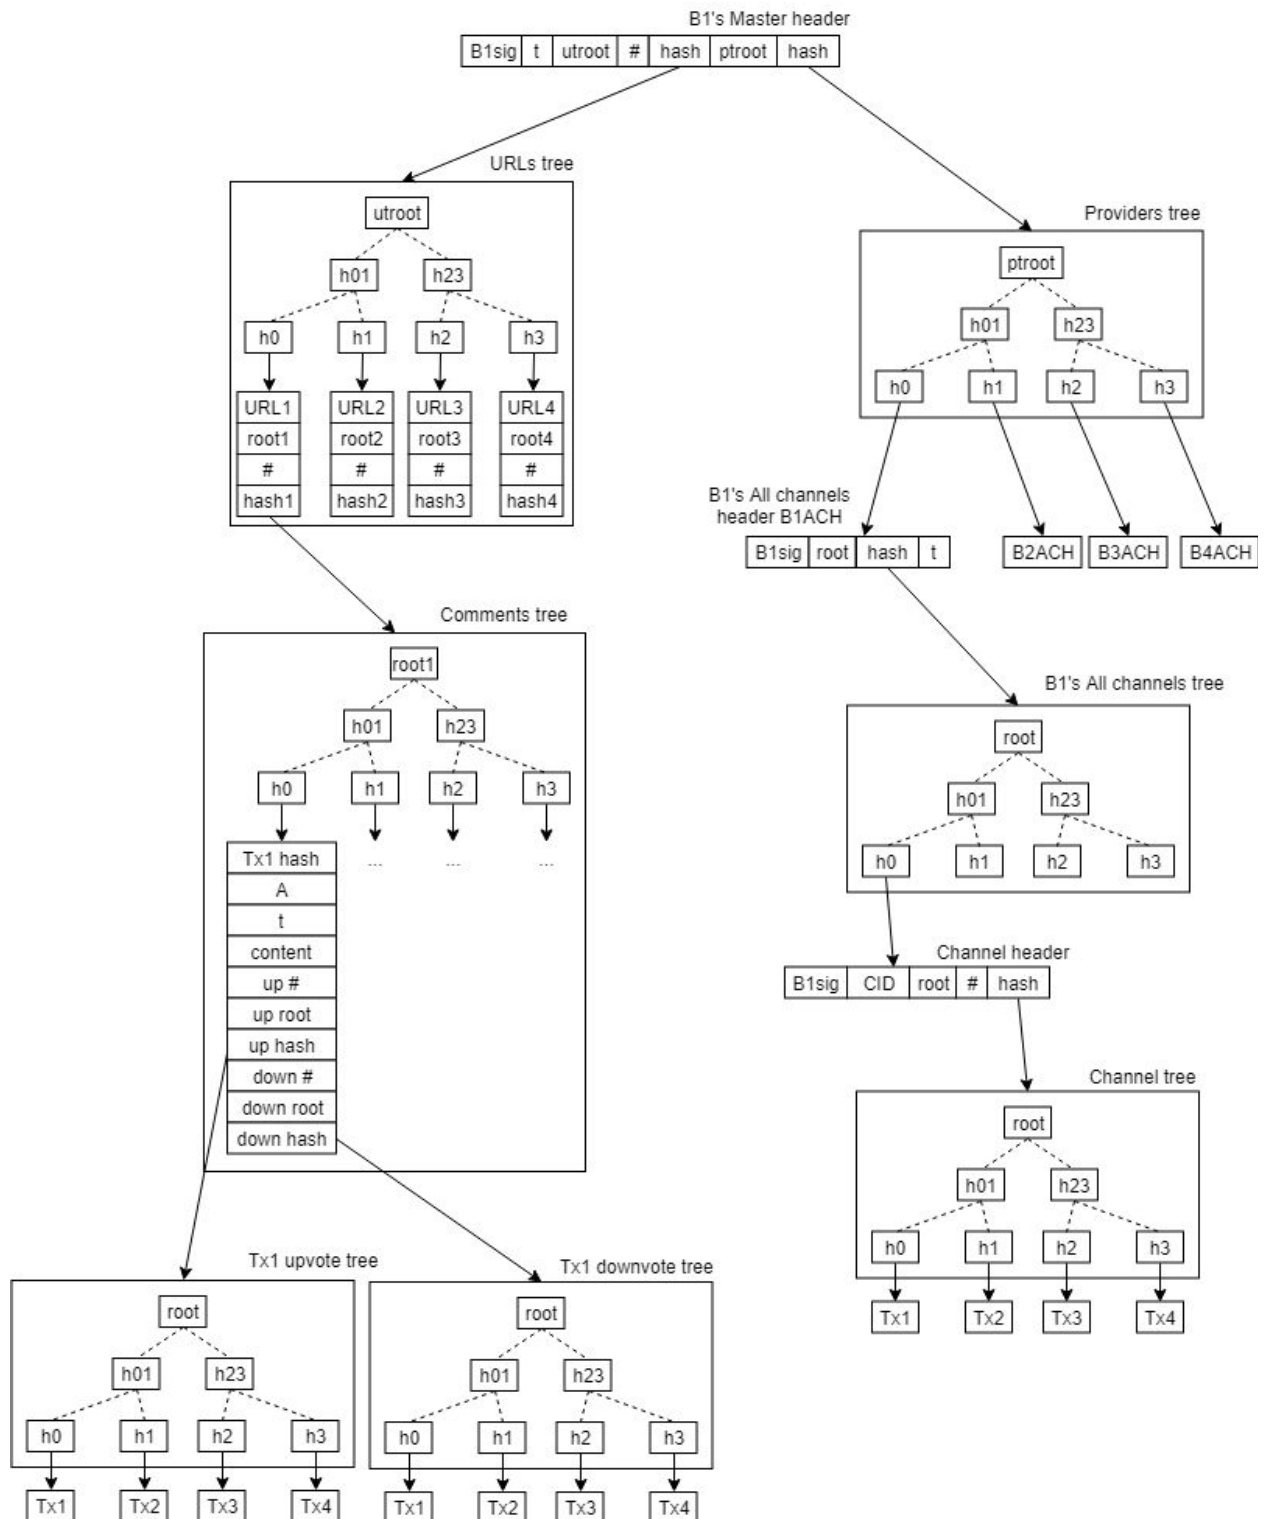 B1's Master header
B1sig t utroot # hash ptroot hash
URLs tree
utroot
h01 h23
h0 h1 h2 h3
URL1 URL2 URL3 URL4
root1 root2 root3 root4
# # # #
hash1 hash2 hash3 hash4
Providers tree
ptroot
h01 h23
h0 h1 h2 h3
B1's All channels
header B1ACH
B1sig root hash t
B2ACH B3ACH B4ACH
Comments tree
root1
h01 h23
h0 h1 h2 h3
Tx1 hash ... ... ...
A
t
content
up #
up root
up hash
down #
down root
down hash
B1's All channels tree
root
h01 h23
h0 h1 h2 h3
Channel header
B1sig CID root # hash
Channel tree
root
h01 h23
h0 h1 h2 h3
Tx1 Tx2 Tx3 Tx4
Tx1 upvote tree
root
h01 h23
h0 h1 h2 h3
Tx1 Tx2 Tx3 Tx4
Tx1 downvote tree
root
h01 h23
h0 h1 h2 h3
Tx1 Tx2 Tx3 Tx4